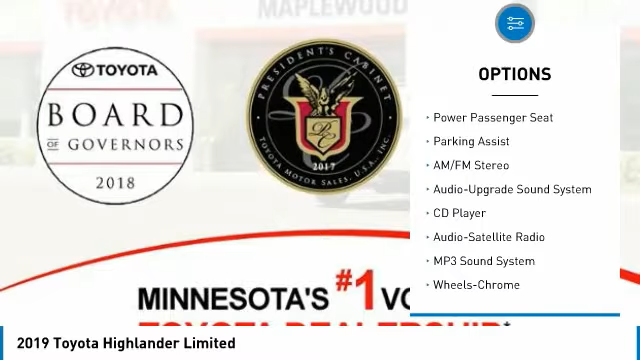 MAPLEWOOD
TOYOTA
BOARD
OF GOVERNORS
2018
PRESIDENT'S CABINET
2017
TOYOTA MOTOR SALES, U.S.A., INC.
MINNESOTA'S #1
OPTIONS
Power Passenger Seat
Parking Assist
AM/FM Stereo
Audio-Upgrade Sound System
CD Player
Audio-Satellite Radio
MP3 Sound System
Wheels-Chrome
2019 Toyota Highlander Limited